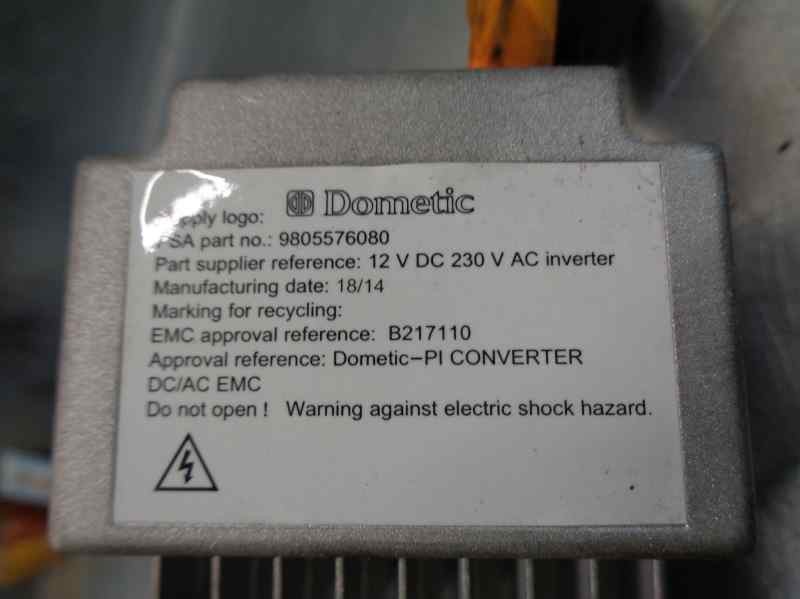 Supply logo: Dometic
PSA part no.: 9805576080
Part supplier reference: 12 V DC 230 V AC inverter
Manufacturing date: 18/14
Marking for recycling:
EMC approval reference: B217110
Approval reference: Dometic-PI CONVERTER
DC/AC EMC
Do not open! Warning against electric shock hazard.